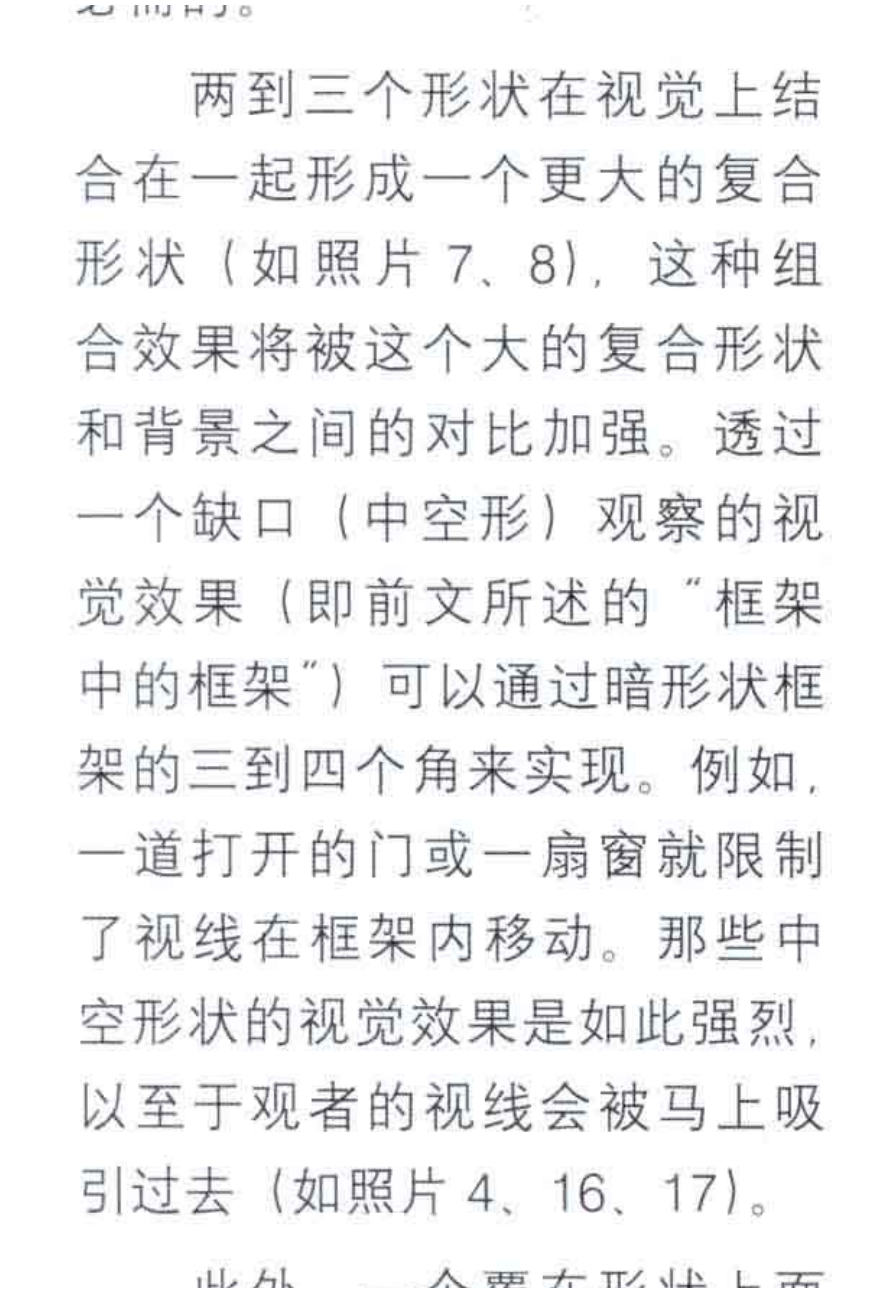 两到三个形状在视觉上结
合在一起形成一个更大的复合
形状（如照片 7、8），这种组
合效果将被这个大的复合形状
和背景之间的对比加强。透过
一个缺口（中空形）观察的视
觉效果（即前文所述的“框架
中的框架”）可以通过暗形状框
架的三到四个角来实现。例如，
一道打开的门或一扇窗就限制
了视线在框架内移动。那些中
空形状的视觉效果是如此强烈，
以至于观者的视线会被马上吸
引过去（如照片 4、16、17）。